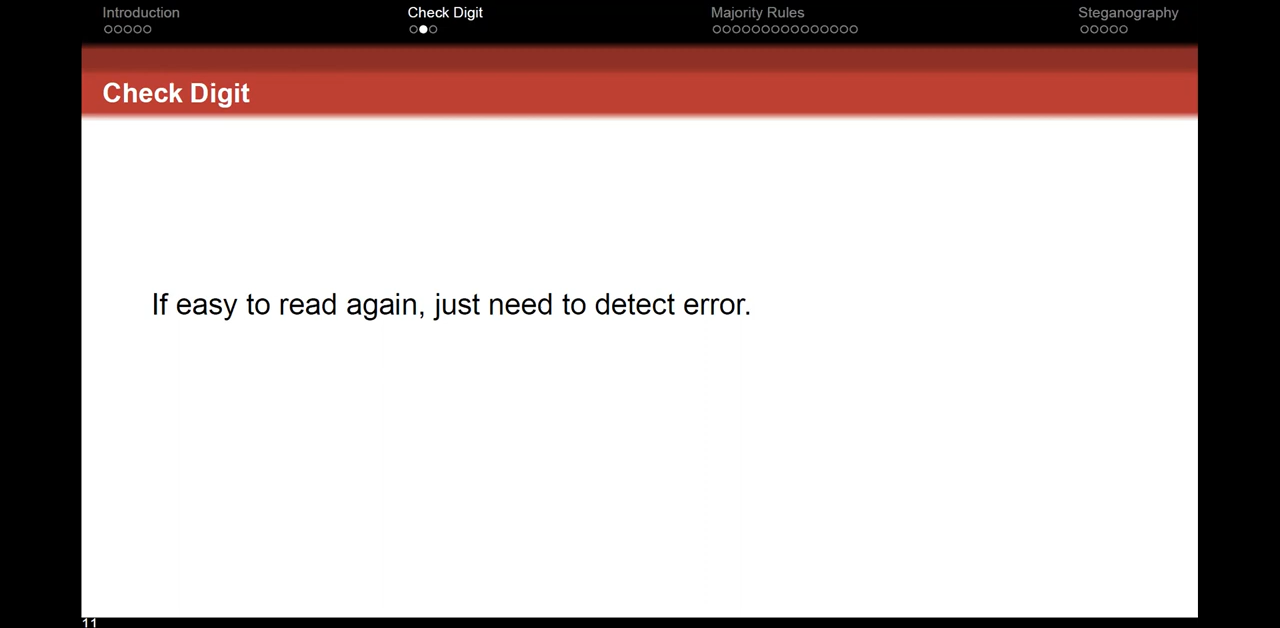 Introduction Check Digit Majority Rules Steganography
Check Digit
If easy to read again, just need to detect error.
11